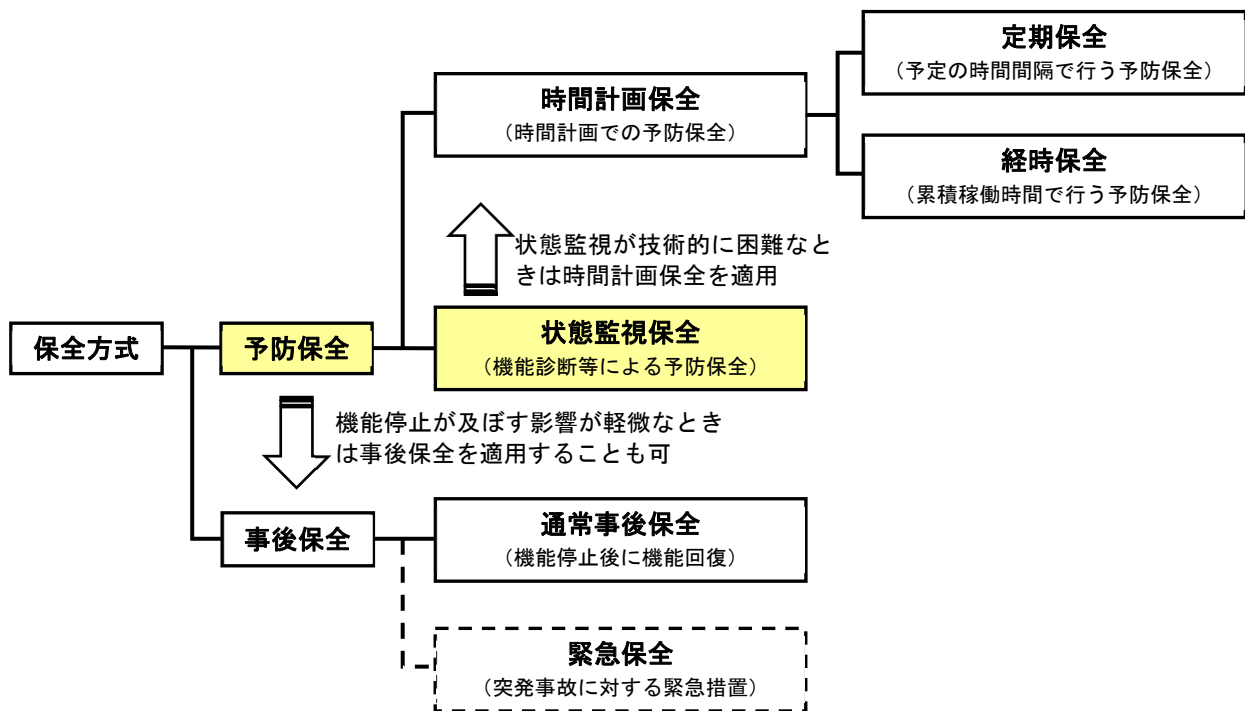 定期保全
（予定の時間間隔で行う予防保全）
時間計画保全
（時間計画での予防保全）
経時保全
（累積稼働時間で行う予防保全）
状態監視が技術的に困難なと
きは時間計画保全を適用
保全方式
予防保全
状態監視保全
（機能診断等による予防保全）
機能停止が及ぼす影響が軽微なとき
は事後保全を適用することも可
事後保全
通常事後保全
（機能停止後に機能回復）
緊急保全
（突発事故に対する緊急措置）